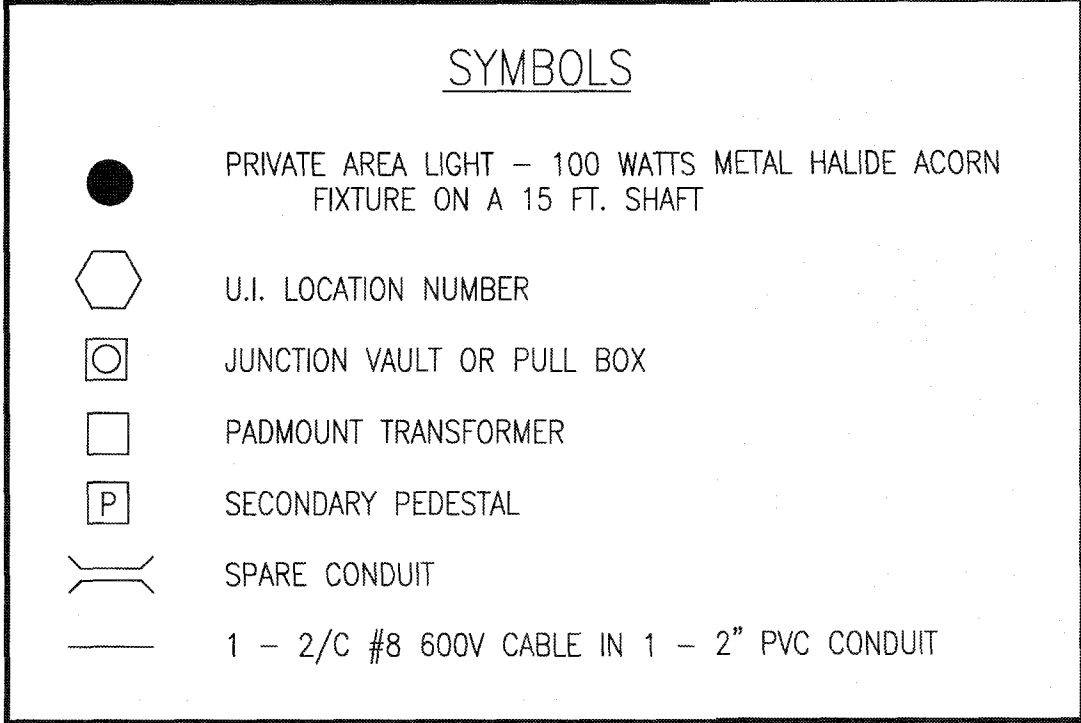 SYMBOLS
PRIVATE AREA LIGHT – 100 WATTS METAL HALIDE ACORN
FIXTURE ON A 15 FT. SHAFT
U.I. LOCATION NUMBER
JUNCTION VAULT OR PULL BOX
PADMOUNT TRANSFORMER
P SECONDARY PEDESTAL
SPARE CONDUIT
1 – 2/C #8 600V CABLE IN 1 – 2" PVC CONDUIT